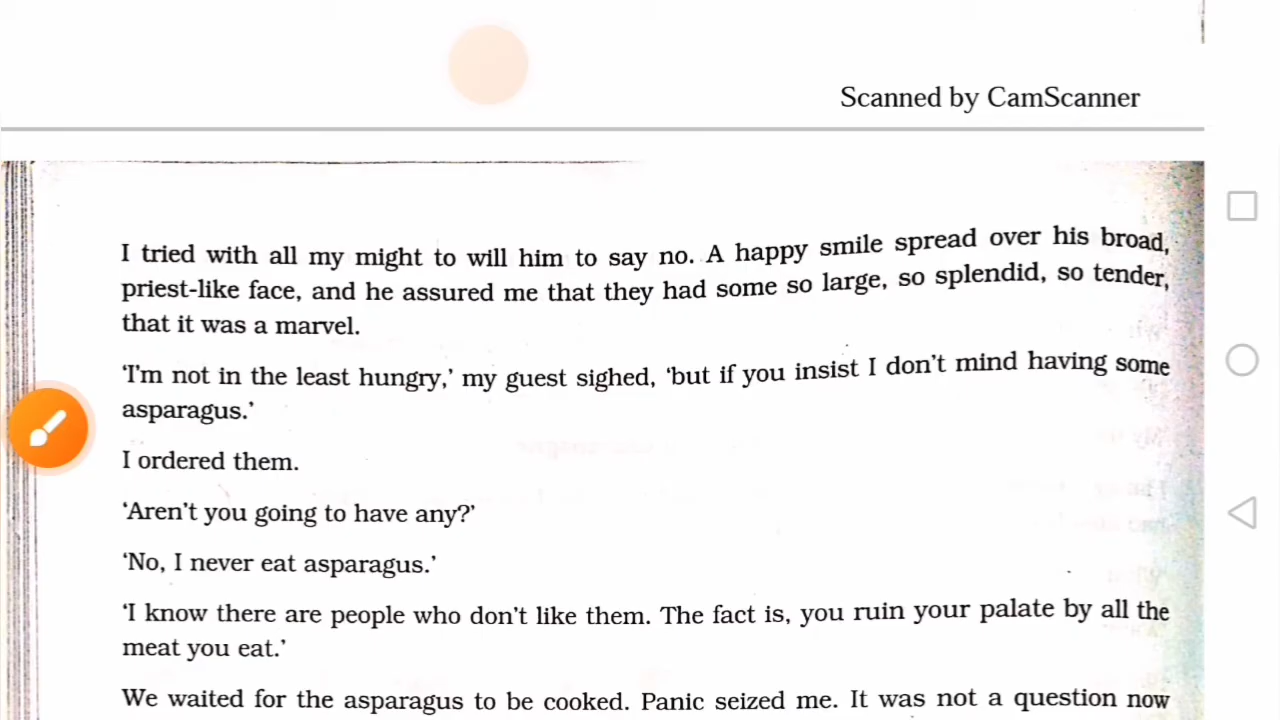 Scanned by CamScanner
I tried with all my might to will him to say no. A happy smile spread over his broad,
priest-like face, and he assured me that they had some so large, so splendid, so tender,
that it was a marvel.
‘I'm not in the least hungry,’ my guest sighed, ‘but if you insist I don’t mind having some
asparagus.’
I ordered them.
‘Aren’t you going to have any?’
‘No, I never eat asparagus.’
‘I know there are people who don’t like them. The fact is, you ruin your palate by all the
meat you eat.’
We waited for the asparagus to be cooked. Panic seized me. It was not a question now